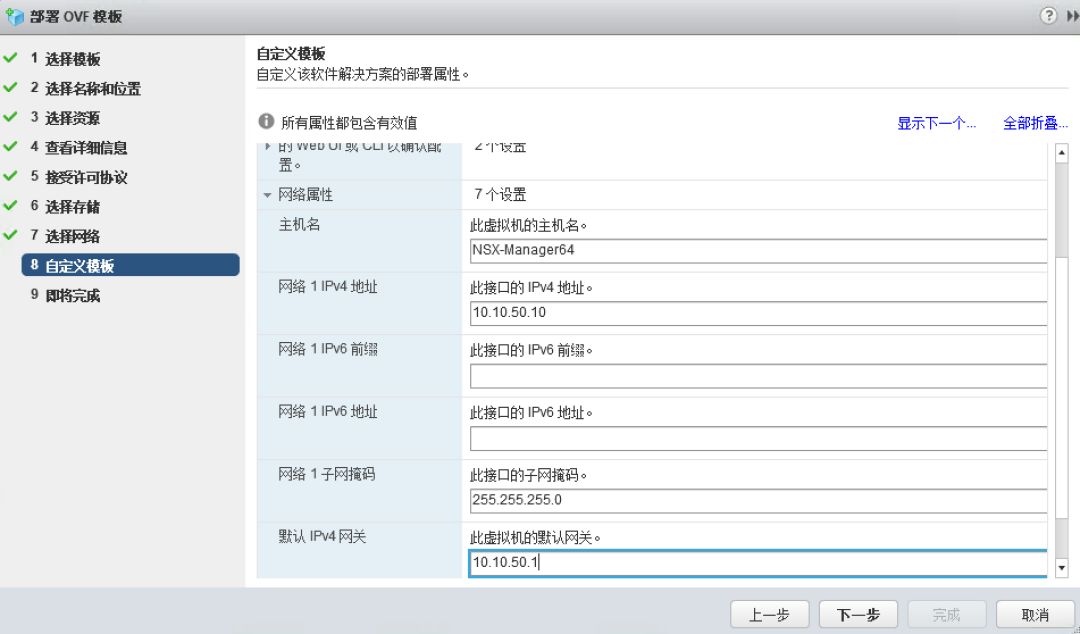 部署 OVF 模板
1 选择模板
2 选择名称和位置
3 选择资源
4 查看详细信息
5 接受许可协议
6 选择存储
7 选择网络
8 自定义模板
9 即将完成
自定义模板
自定义该软件解决方案的部署属性。
所有属性都包含有效值
显示下一个...
全部折叠...
的 Web UI 或 CLI 以确认配
置。
2 个设置
网络属性
7 个设置
主机名
此虚拟机的主机名。
NSX-Manager64
网络 1 IPv4 地址
此接口的 IPv4 地址。
10.10.50.10
网络 1 IPv6 前缀
此接口的 IPv6 前缀。
网络 1 IPv6 地址
此接口的 IPv6 地址。
网络 1 子网掩码
此接口的子网掩码。
255.255.255.0
默认 IPv4 网关
此虚拟机的默认网关。
10.10.50.1
上一步
下一步
完成
取消